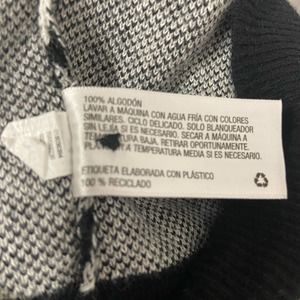 100% ALGODÓN
LAVAR A MÁQUINA CON AGUA FRÍA CON COLORES
SIMILARES. CICLO DELICADO. SOLO BLANQUEADOR
SIN LEJÍA SI ES NECESARIO. SECAR A MÁQUINA A
TEMPERATURA BAJA. RETIRAR OPORTUNAMENTE.
A TEMPERATURA MEDIA SI ES NECESARIO.
ETIQUETA ELABORADA CON PLÁSTICO
100 % RECICLADO